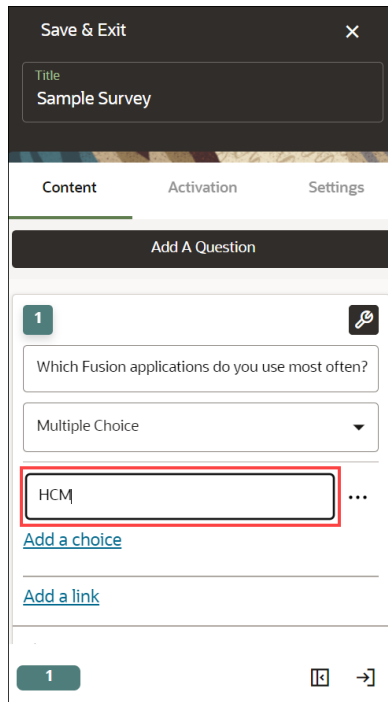 Save & Exit
Title
Sample Survey
Content Activation Settings
Add A Question
1
Which Fusion applications do you use most often?
Multiple Choice
HCM
Add a choice
Add a link
1